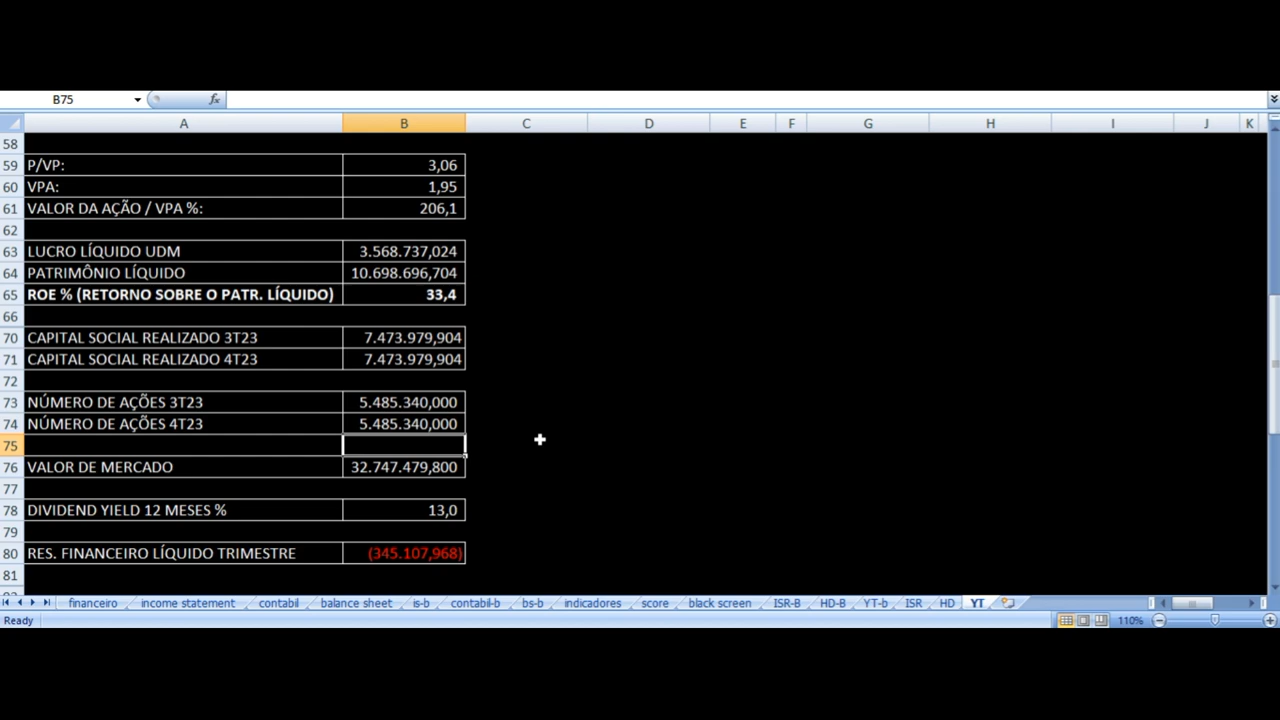 B75
fx
A B C D E F G H I J K
58
59 P/VP: 3,06
60 VPA: 1,95
61 VALOR DA AÇÃO / VPA %: 206,1
62
63 LUCRO LÍQUIDO UDM 3.568.737,024
64 PATRIMÔNIO LÍQUIDO 10.698.696,704
65 ROE % (RETORNO SOBRE O PATR. LÍQUIDO) 33,4
66
70 CAPITAL SOCIAL REALIZADO 3T23 7.473.979,904
71 CAPITAL SOCIAL REALIZADO 4T23 7.473.979,904
72
73 NÚMERO DE AÇÕES 3T23 5.485.340,000
74 NÚMERO DE AÇÕES 4T23 5.485.340,000
75
76 VALOR DE MERCADO 32.747.479,800
77
78 DIVIDEND YIELD 12 MESES % 13,0
79
80 RES. FINANCEIRO LÍQUIDO TRIMESTRE (345.107,968)
81
financeiro income statement contabil balance sheet is-b contabil-b bs-b indicadores score black screen ISR-B HD-B YT-b ISR HD YT
Ready 110%